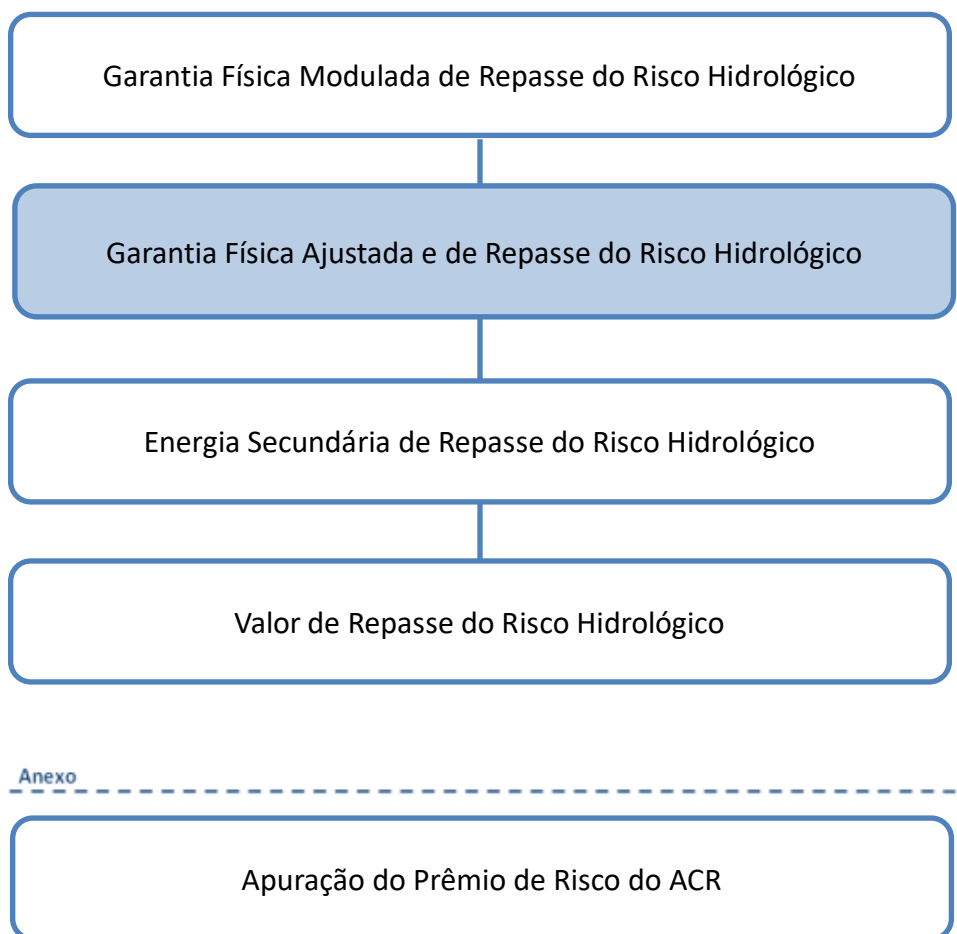 Garantia Física Modulada de Repasse do Risco Hidrológico
Garantia Física Ajustada e de Repasse do Risco Hidrológico
Energia Secundária de Repasse do Risco Hidrológico
Valor de Repasse do Risco Hidrológico
Anexo
Apuração do Prêmio de Risco do ACR